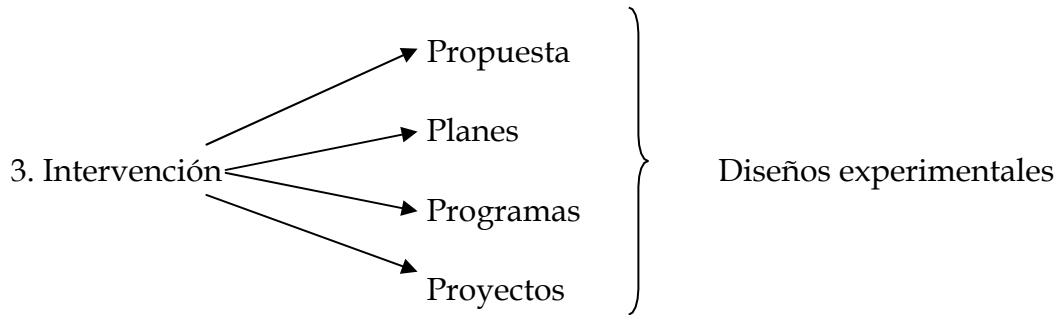 Propuesta
Planes
3. Intervención
Diseños experimentales
Programas
Proyectos